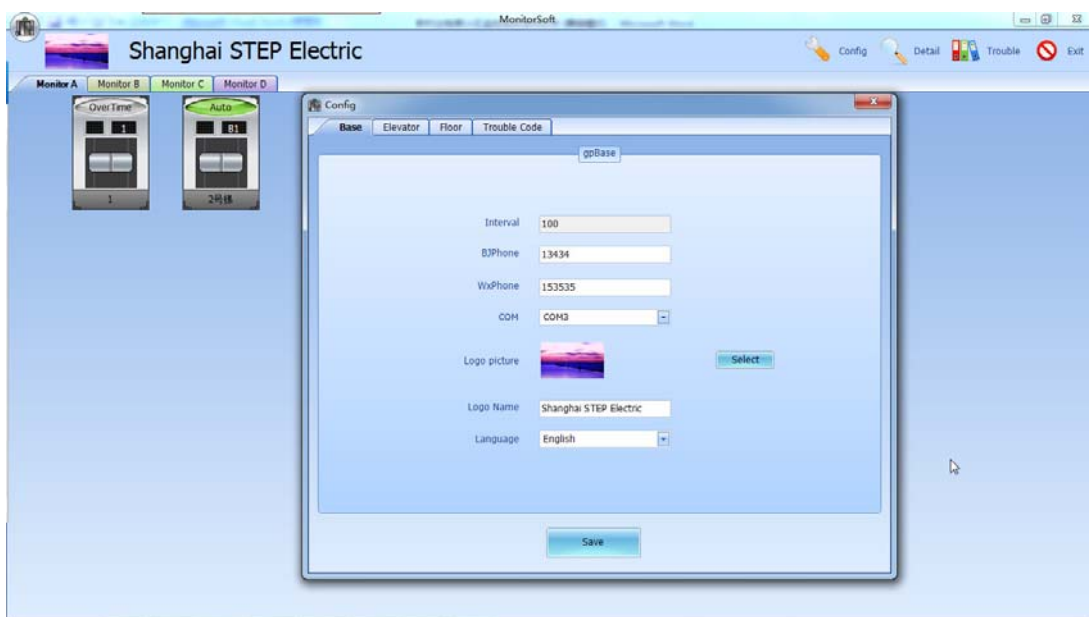 MonitorSoft
Shanghai STEP Electric
Config Detail Trouble Exit
Monitor A Monitor B Monitor C Monitor D
OverTime Auto
1 B1
1 2号梯
Config
Base Elevator Floor Trouble Code
gpBase
Interval 100
BJPhone 13434
WxPhone 153535
COM COM3
Logo picture Select
Logo Name Shanghai STEP Electric
Language English
Save